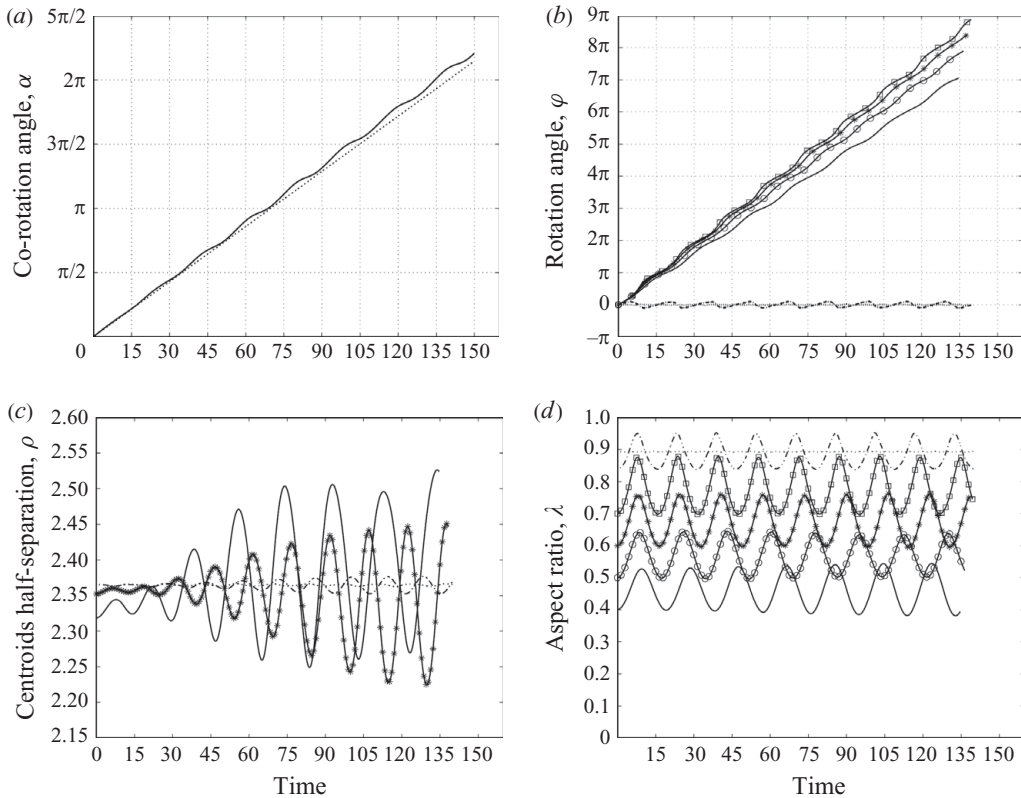 (a)
5π/2
2π
3π/2
π
π/2
0 15 30 45 60 75 90 105 120 135 150
Co-rotation angle, α
(b)
9π
8π
7π
6π
5π
4π
3π
2π
π
0
−π
0 15 30 45 60 75 90 105 120 135 150
Rotation angle, φ
(c)
2.60
2.55
2.50
2.45
2.40
2.35
2.30
2.25
2.20
2.15
0 15 30 45 60 75 90 105 120 135 150
Centroids half-separation, ρ
Time
(d)
1.0
0.9
0.8
0.7
0.6
0.5
0.4
0.3
0.2
0.1
0
0 15 30 45 60 75 90 105 120 135 150
Aspect ratio, λ
Time